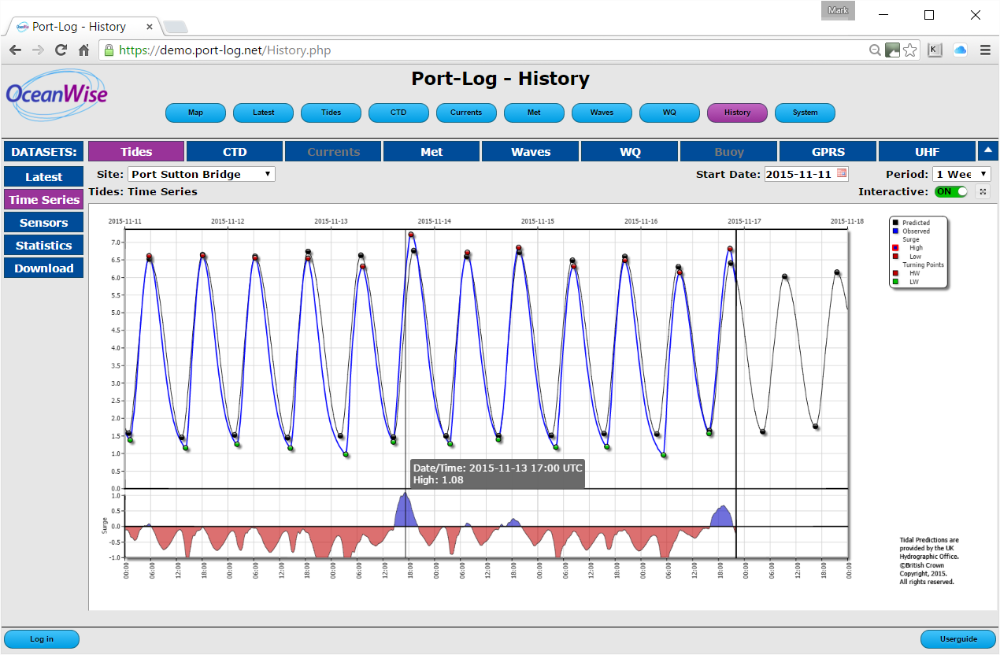 Mark
Port-Log - History
https://demo.port-log.net/History.php
K
OceanWise
Port-Log - History
Map Latest Tides CTD Currents Met Waves WQ History System
DATASETS: Tides CTD Currents Met Waves WQ Buoy GPRS UHF
Latest
Time Series
Sensors
Statistics
Download
Site: Port Sutton Bridge Start Date: 2015-11-11 Period: 1 Wee
Tides: Time Series Interactive: ON
2015-11-11 2015-11-12 2015-11-13 2015-11-14 2015-11-15 2015-11-16 2015-11-17 2015-11-18
7.0
6.5
6.0
5.5
5.0
4.5
4.0
3.5
3.0
2.5
2.0
1.5
1.0
0.5
0.0
Predicted
Observed
Surge
High
Low
Turning Points
HW
LW
Date/Time: 2015-11-13 17:00 UTC
High: 1.08
Surge
1.0
0.5
0.0
-0.5
-1.0
00:00 06:00 12:00 18:00 00:00 06:00 12:00 18:00 00:00 06:00 12:00 18:00 00:00 06:00 12:00 18:00 00:00 06:00 12:00 18:00 00:00 06:00 12:00 18:00 00:00 06:00 12:00 18:00 00:00
Tidal Predictions are
provided by the UK
Hydrographic Office.
©British Crown
Copyright, 2015.
All rights reserved.
Log in Userguide